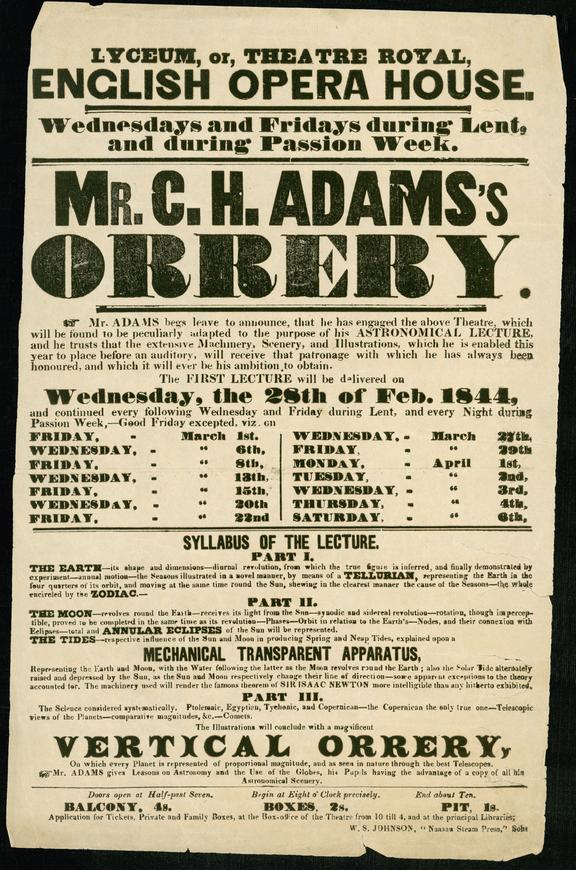 LYCEUM, or, THEATRE ROYAL,
ENGLISH OPERA HOUSE.
Wednesdays and Fridays during Lent,
and during Passion Week.
MR. C. H. ADAMS'S
ORRERY.
☞ Mr. ADAMS begs leave to announce, that he has engaged the above Theatre, which
will be found to be peculiarly adapted to the purpose of his ASTRONOMICAL LECTURE,
and he trusts that the extensive Machinery, Scenery, and Illustrations, which he is enabled this
year to place before an auditory, will receive that patronage with which he has always been
honoured, and which it will ever be his ambition to obtain.
The FIRST LECTURE will be delivered on
Wednesday, the 28th of Feb. 1844,
and continued every following Wednesday and Friday during Lent, and every Night during
Passion Week,—Good Friday excepted, viz. on
FRIDAY, - March 1st. WEDNESDAY, - March 27th,
WEDNESDAY, - “ 6th, FRIDAY, - “ 29th
FRIDAY, - “ 8th, MONDAY, - April 1st,
WEDNESDAY, - “ 13th, TUESDAY, - “ 2nd,
FRIDAY, - “ 15th, WEDNESDAY, - “ 3rd,
WEDNESDAY, - “ 20th THURSDAY, - “ 4th,
FRIDAY, - “ 22nd SATURDAY, - “ 6th,
SYLLABUS OF THE LECTURE.
PART I.
THE EARTH—its shape and dimensions—diurnal revolution, from which the true figure is inferred, and finally demonstrated by
experiment—annual motion—the Seasons illustrated in a novel manner, by means of a TELLURIAN, representing the Earth in the
four quarters of its orbit, and moving at the same time round the Sun, shewing in the clearest manner the cause of the Seasons—the whole
encircled by the ZODIAC.—
PART II.
THE MOON—revolves round the Earth—receives its light from the Sun—synodic and sidereal revolution—rotation, though impercep-
tible, proved to be completed in the same time as its revolution—Phases—Orbit in relation to the Earth's—Nodes, and their connexion with
Eclipses—total and ANNULAR ECLIPSES of the Sun will be represented.
THE TIDES—respective influence of the Sun and Moon in producing Spring and Neap Tides, explained upon a
MECHANICAL TRANSPARENT APPARATUS,
Representing the Earth and Moon, with the Water following the latter as the Moon revolves round the Earth; also the Solar Tide alternately
raised and depressed by the Sun, as the Sun and Moon respectively change their line of direction—some apparent exceptions to the theory
accounted for. The machinery used will render the famous theorem of SIR ISAAC NEWTON more intelligible than any hitherto exhibited.
PART III.
The Science considered systematically. Ptolemaic, Egyptian, Tychonic, and Copernican—the Copernican the only true one—Telescopic
views of the Planets—comparative magnitudes, &c.—Comets.
The Illustrations will conclude with a magnificent
VERTICAL ORRERY,
On which every Planet is represented of proportional magnitude, and as seen in nature through the best Telescopes.
☞ Mr. ADAMS gives Lessons on Astronomy and the Use of the Globes, his Pupils having the advantage of a copy of all his
Astronomical Scenery.
Doors open at Half-past Seven. Begin at Eight o'Clock precisely. End about Ten.
BALCONY, 4s. BOXES, 2s. PIT, 1s.
Application for Tickets, Private and Family Boxes, at the Box-office of the Theatre from 10 till 4, and at the principal Libraries;
W. S. JOHNSON, “Nassau Steam Press,” Soho